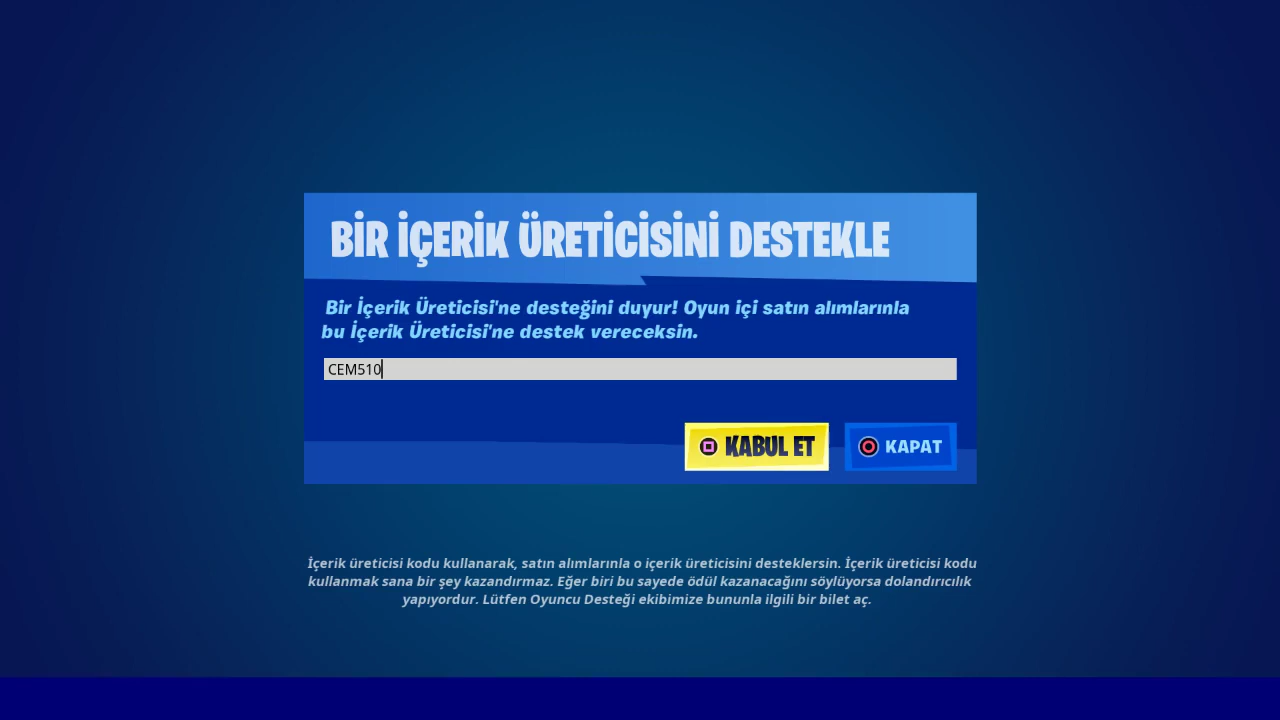 BİR İÇERİK ÜRETİCİSİNİ DESTEKLE
Bir İçerik Üreticisi'ne desteğini duyur! Oyun içi satın alımlarınla
bu İçerik Üreticisi'ne destek vereceksin.
CEM510
KABUL ET
KAPAT
İçerik üreticisi kodu kullanarak, satın alımlarınla o içerik üreticisini desteklersin. İçerik üreticisi kodu
kullanmak sana bir şey kazandırmaz. Eğer biri bu sayede ödül kazanacağını söylüyorsa dolandırıcılık
yapıyordur. Lütfen Oyuncu Desteği ekibimize bununla ilgili bir bilet aç.